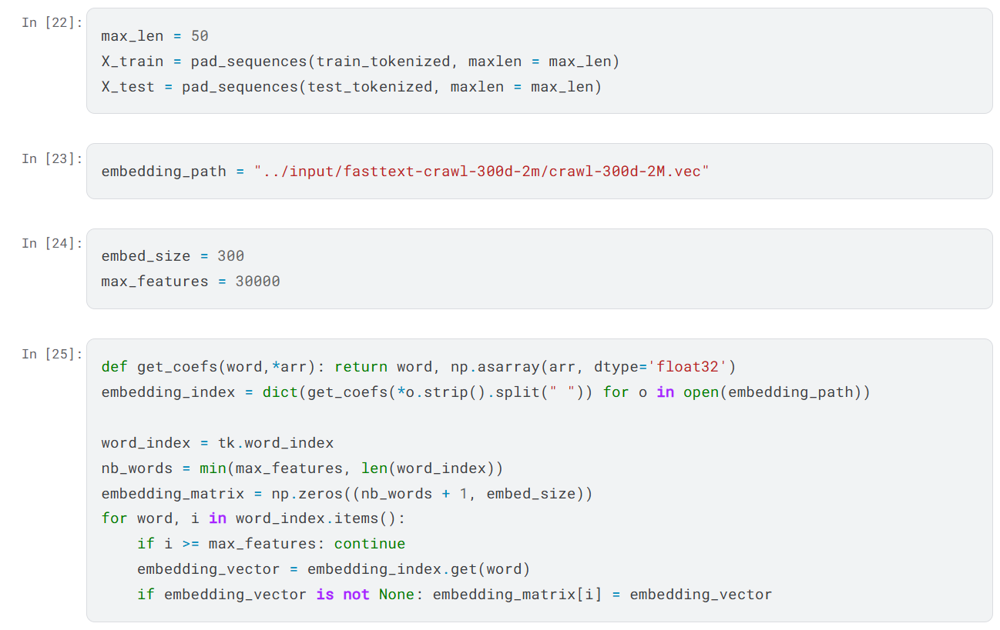 In [22]:
max_len = 50
X_train = pad_sequences(train_tokenized, maxlen = max_len)
X_test = pad_sequences(test_tokenized, maxlen = max_len)
In [23]:
embedding_path = "../input/fasttext-crawl-300d-2m/crawl-300d-2M.vec"
In [24]:
embed_size = 300
max_features = 30000
In [25]:
def get_coefs(word,*arr): return word, np.asarray(arr, dtype='float32')
embedding_index = dict(get_coefs(*o.strip().split(" ")) for o in open(embedding_path))
word_index = tk.word_index
nb_words = min(max_features, len(word_index))
embedding_matrix = np.zeros((nb_words + 1, embed_size))
for word, i in word_index.items():
    if i >= max_features: continue
    embedding_vector = embedding_index.get(word)
    if embedding_vector is not None: embedding_matrix[i] = embedding_vector